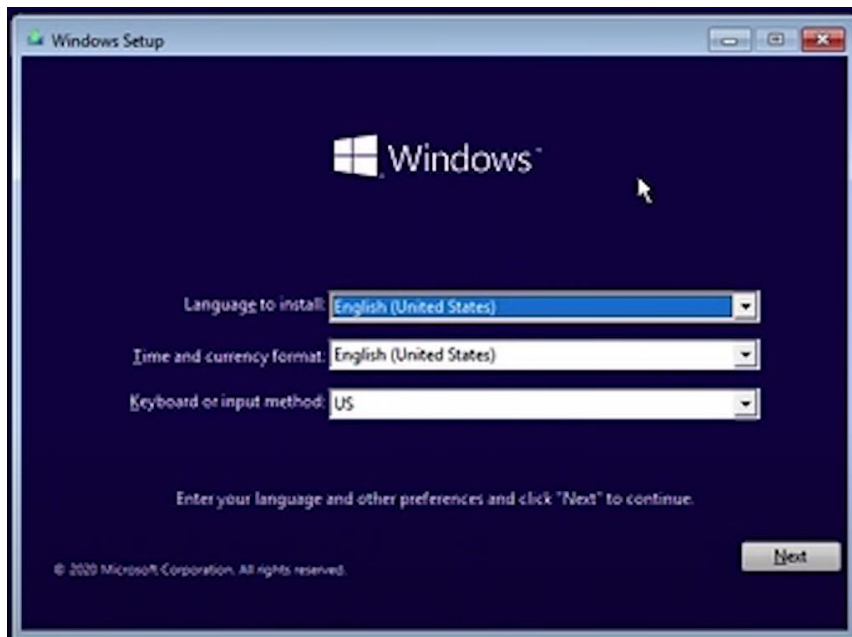 Windows Setup
Windows™
Language to install: English (United States)
Time and currency format: English (United States)
Keyboard or input method: US
Enter your language and other preferences and click "Next" to continue.
Next
© 2020 Microsoft Corporation. All rights reserved.